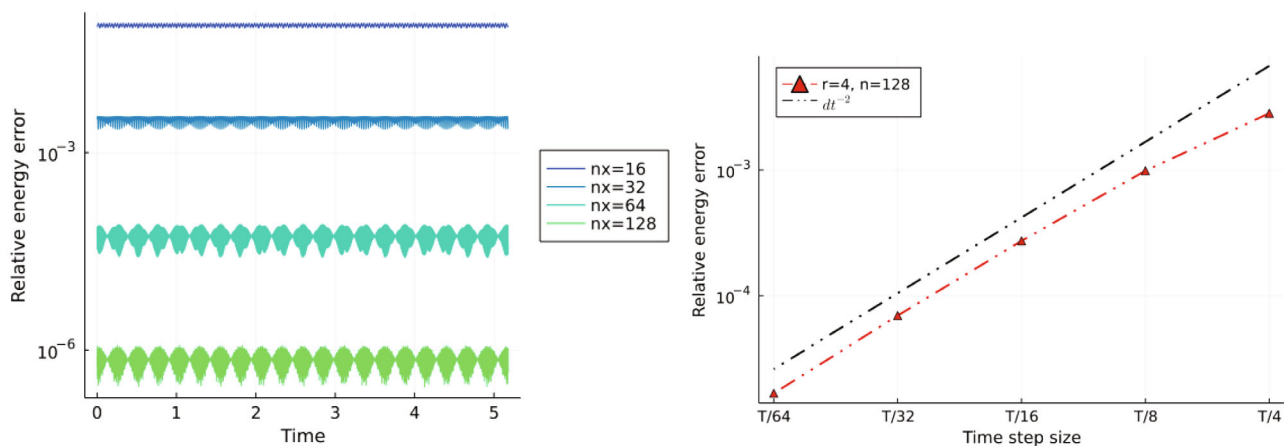 Relative energy error
10⁻³
10⁻⁶
0 1 2 3 4 5
Time
nx=16
nx=32
nx=64
nx=128
Relative energy error
10⁻³
10⁻⁴
r=4, n=128
dt⁻²
T/64 T/32 T/16 T/8 T/4
Time step size